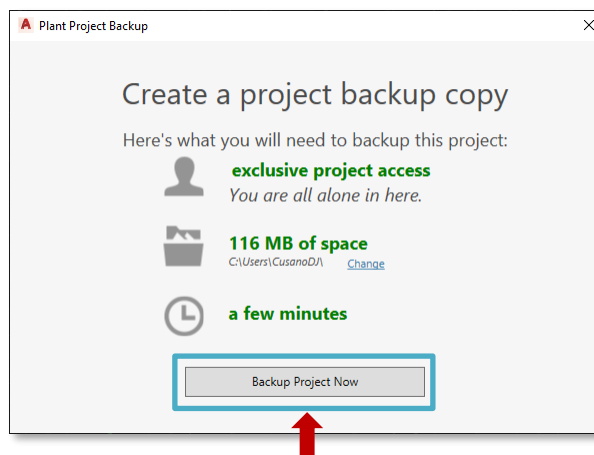 Plant Project Backup
Create a project backup copy
Here's what you will need to backup this project:
exclusive project access
You are all alone in here.
116 MB of space
C:\Users\CusanoDJ\ Change
a few minutes
Backup Project Now